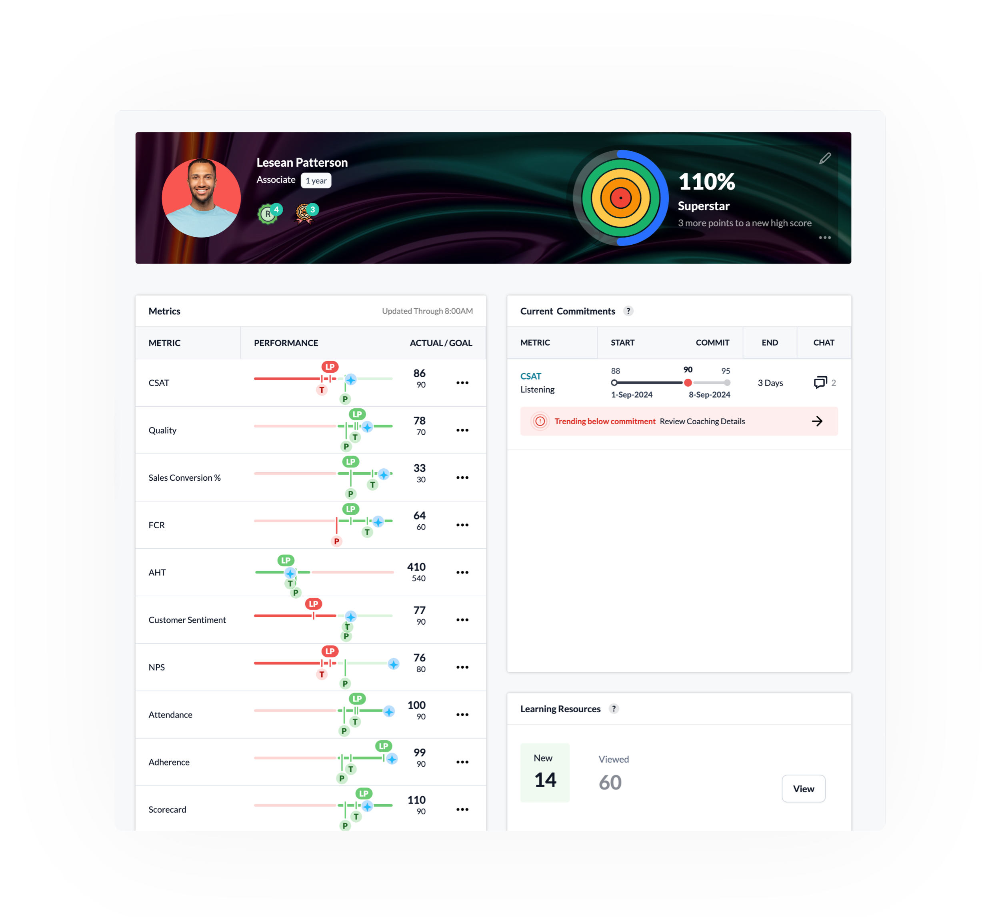 Lesean Patterson
Associate 1 year
R 4 3
110%
Superstar
3 more points to a new high score
Metrics Updated Through 8:00AM
METRIC PERFORMANCE ACTUAL / GOAL
CSAT LP T P 86 90
Quality LP T P 78 70
Sales Conversion % LP T P 33 30
FCR LP T P 64 60
AHT LP T P 410 540
Customer Sentiment LP T P 77 90
NPS LP T P 76 80
Attendance LP T P 100 90
Adherence LP T P 99 90
Scorecard LP T P 110 90
Current Commitments ?
METRIC START COMMIT END CHAT
88 90 95
CSAT
Listening 3 Days 2
1-Sep-2024 8-Sep-2024
Trending below commitment Review Coaching Details
Learning Resources ?
New Viewed
14 60
View